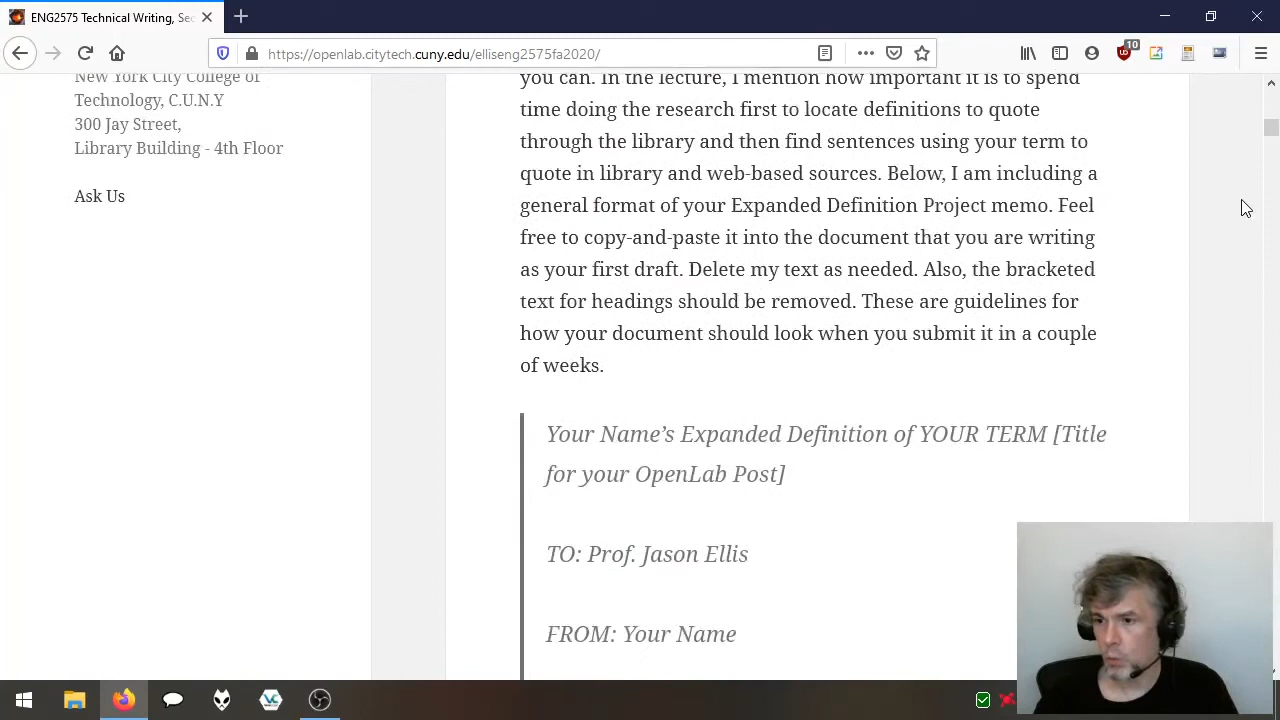 ENG2575 Technical Writing, Se
https://openlab.citytech.cuny.edu/elliseng2575fa2020/
10
New York City College of
Technology, C.U.N.Y
300 Jay Street,
Library Building - 4th Floor
Ask Us
you can. In the lecture, I mention how important it is to spend
time doing the research first to locate definitions to quote
through the library and then find sentences using your term to
quote in library and web-based sources. Below, I am including a
general format of your Expanded Definition Project memo. Feel
free to copy-and-paste it into the document that you are writing
as your first draft. Delete my text as needed. Also, the bracketed
text for headings should be removed. These are guidelines for
how your document should look when you submit it in a couple
of weeks.
Your Name’s Expanded Definition of YOUR TERM [Title
for your OpenLab Post]
TO: Prof. Jason Ellis
FROM: Your Name